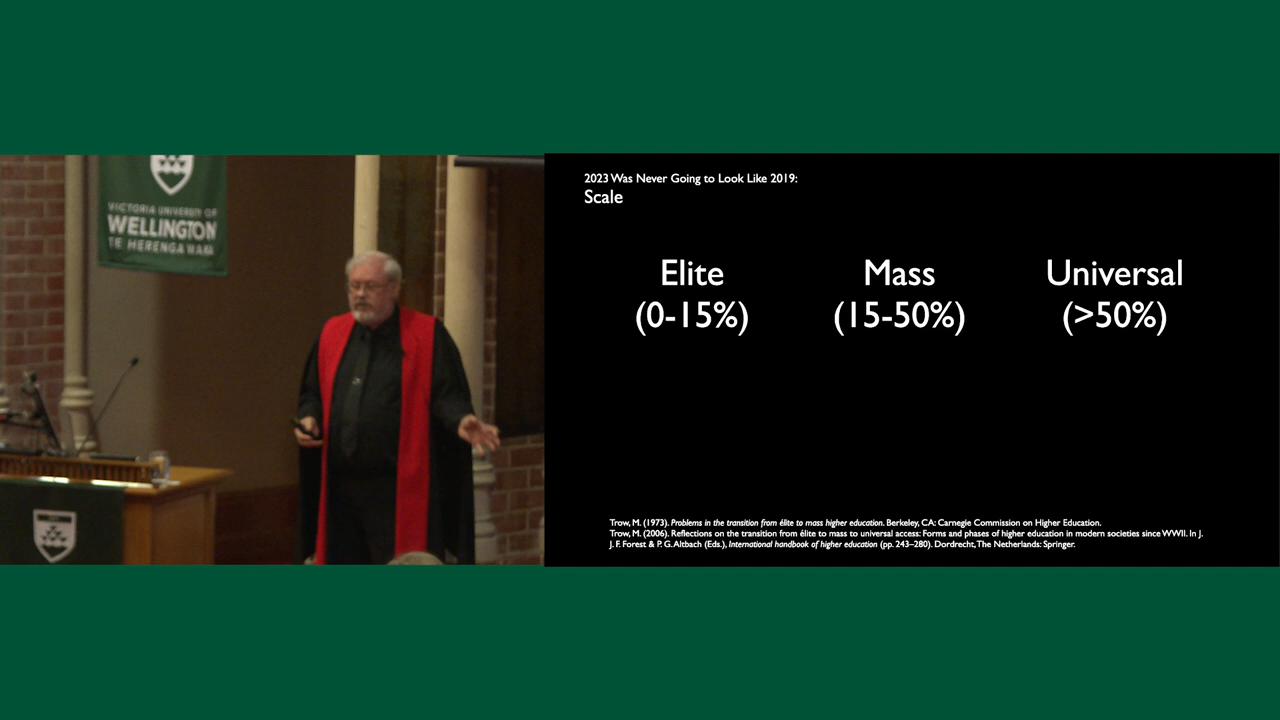 VICTORIA UNIVERSITY OF
WELLINGTON
TE HERENGA WAKA
2023 Was Never Going to Look Like 2019:
Scale
Elite
(0-15%)
Mass
(15-50%)
Universal
(>50%)
Trow, M. (1973). Problems in the transition from élite to mass higher education. Berkeley, CA: Carnegie Commission on Higher Education.
Trow, M. (2006). Reflections on the transition from élite to mass to universal access: Forms and phases of higher education in modern societies since WWII. In J.
J. F. Forest & P. G. Altbach (Eds.), International handbook of higher education (pp. 243–280). Dordrecht, The Netherlands: Springer.